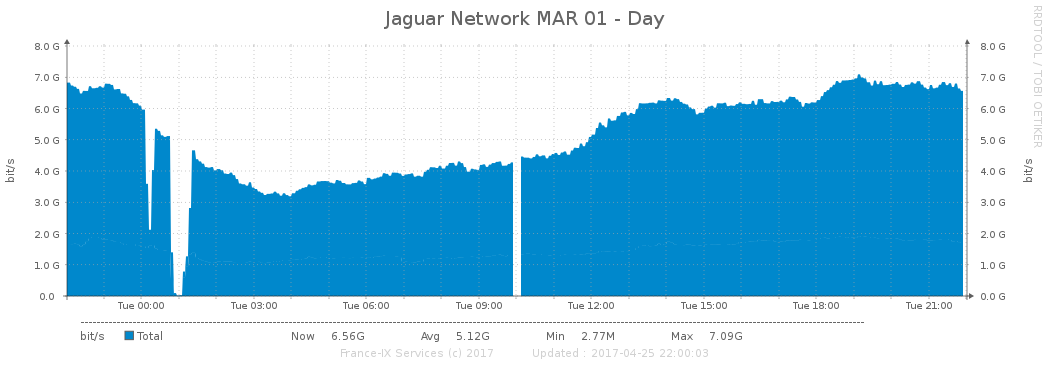 Jaguar Network MAR 01 - Day
RRDTOOL / TOBI OETIKER
8.0 G 8.0 G
7.0 G 7.0 G
6.0 G 6.0 G
5.0 G 5.0 G
4.0 G 4.0 G
3.0 G 3.0 G
2.0 G 2.0 G
1.0 G 1.0 G
0.0 0.0 G
bit/s
bit/s
Tue 00:00 Tue 03:00 Tue 06:00 Tue 09:00 Tue 12:00 Tue 15:00 Tue 18:00 Tue 21:00
bit/s Total Now 6.56G Avg 5.12G Min 2.77M Max 7.09G
France-IX Services (c) 2017 Updated : 2017-04-25 22:00:03